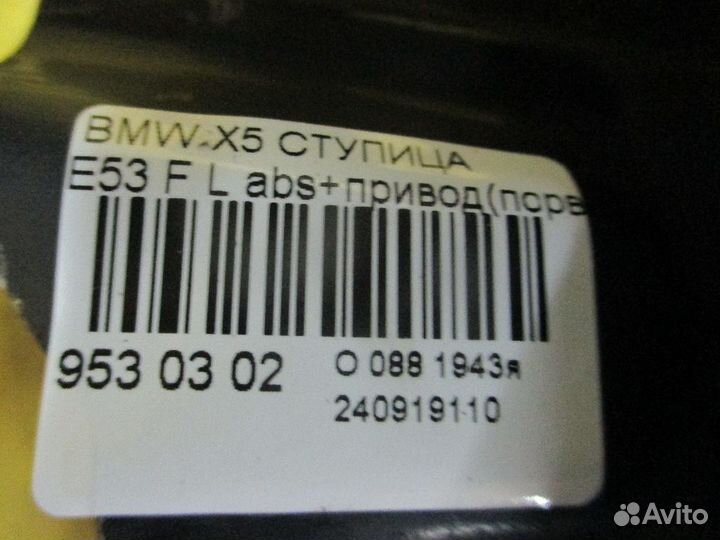 BMW X5 СТУПИЦА
E53 F L abs+привод(порв
953 03 02
O 088 1943я
240919110
Avito